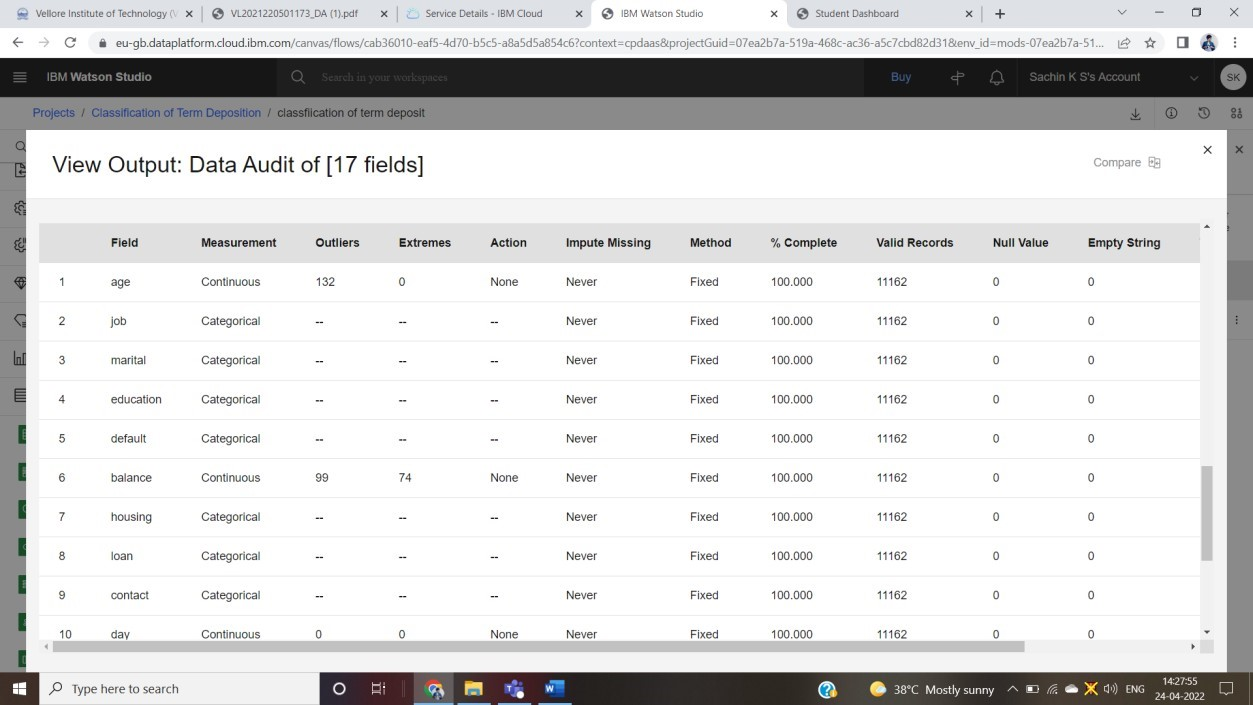 Vellore Institute of Technology (V VL2021220501173_DA (1).pdf Service Details - IBM Cloud IBM Watson Studio Student Dashboard
eu-gb.dataplatform.cloud.ibm.com/canvas/flows/cab36010-eaf5-4d70-b5c5-a8a5d5a854c6?context=cpdaas&projectGuid=07ea2b7a-519a-468c-ac36-a5c7cbd82d31&env_id=mods-07ea2b7a-51...
IBM Watson Studio Search in your workspaces Buy Sachin K S's Account SK
Projects / Classification of Term Deposition / classfiication of term deposit
View Output: Data Audit of [17 fields] Compare
Field Measurement Outliers Extremes Action Impute Missing Method % Complete Valid Records Null Value Empty String
1 age Continuous 132 0 None Never Fixed 100.000 11162 0 0
2 job Categorical -- -- -- Never Fixed 100.000 11162 0 0
3 marital Categorical -- -- -- Never Fixed 100.000 11162 0 0
4 education Categorical -- -- -- Never Fixed 100.000 11162 0 0
5 default Categorical -- -- -- Never Fixed 100.000 11162 0 0
6 balance Continuous 99 74 None Never Fixed 100.000 11162 0 0
7 housing Categorical -- -- -- Never Fixed 100.000 11162 0 0
8 loan Categorical -- -- -- Never Fixed 100.000 11162 0 0
9 contact Categorical -- -- -- Never Fixed 100.000 11162 0 0
10 day Continuous 0 0 None Never Fixed 100.000 11162 0 0
Type here to search 38°C Mostly sunny ENG 14:27:55
24-04-2022